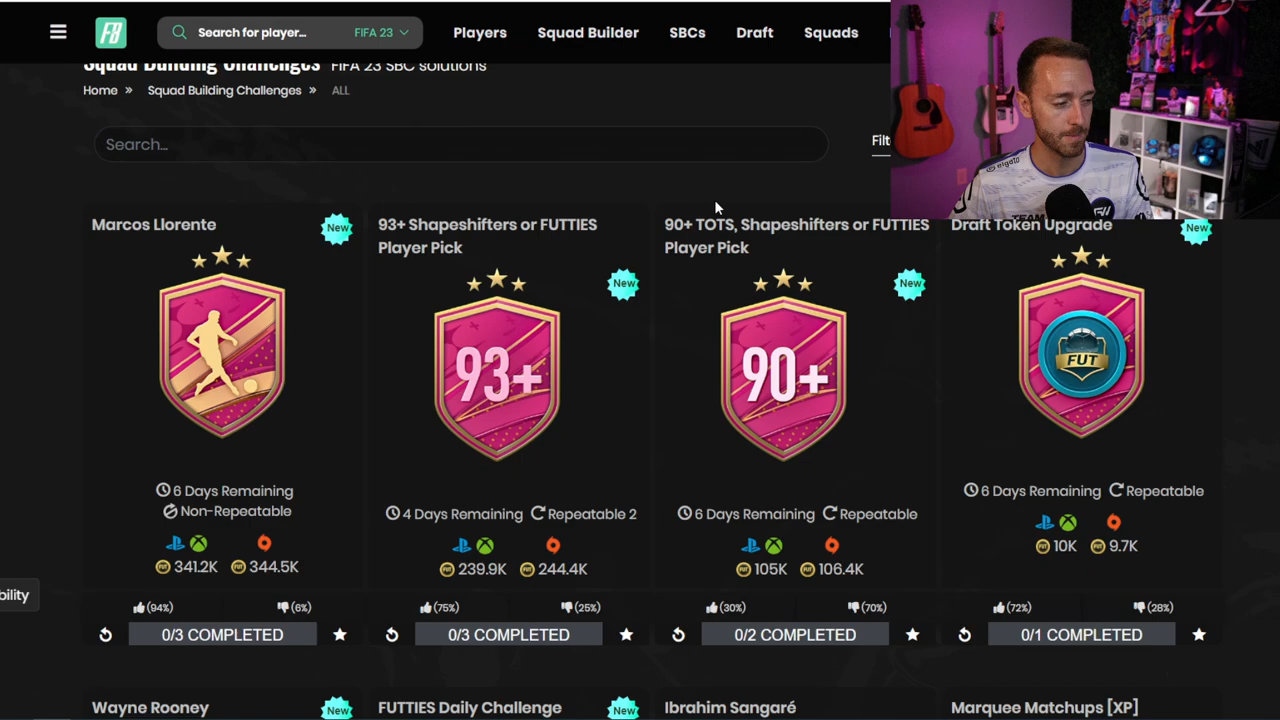 FB
Search for player...
FIFA 23
Players
Squad Builder
SBCs
Draft
Squads
Squad Building Challenges
FIFA 23 SBC solutions
Home » Squad Building Challenges » ALL
Search...
Marcos Llorente
New
6 Days Remaining
Non-Repeatable
341.2K
344.5K
(94%)
(6%)
0/3 COMPLETED
93+ Shapeshifters or FUTTIES
Player Pick
New
93+
4 Days Remaining
Repeatable 2
239.9K
244.4K
(75%)
(25%)
0/3 COMPLETED
90+ TOTS, Shapeshifters or FUTTIES
Player Pick
New
90+
6 Days Remaining
Repeatable
105K
106.4K
(30%)
(70%)
0/2 COMPLETED
Draft Token Upgrade
New
FUT
6 Days Remaining
Repeatable
10K
9.7K
(72%)
(28%)
0/1 COMPLETED
bility
Wayne Rooney
New
FUTTIES Daily Challenge
New
Ibrahim Sangaré
Marquee Matchups [XP]